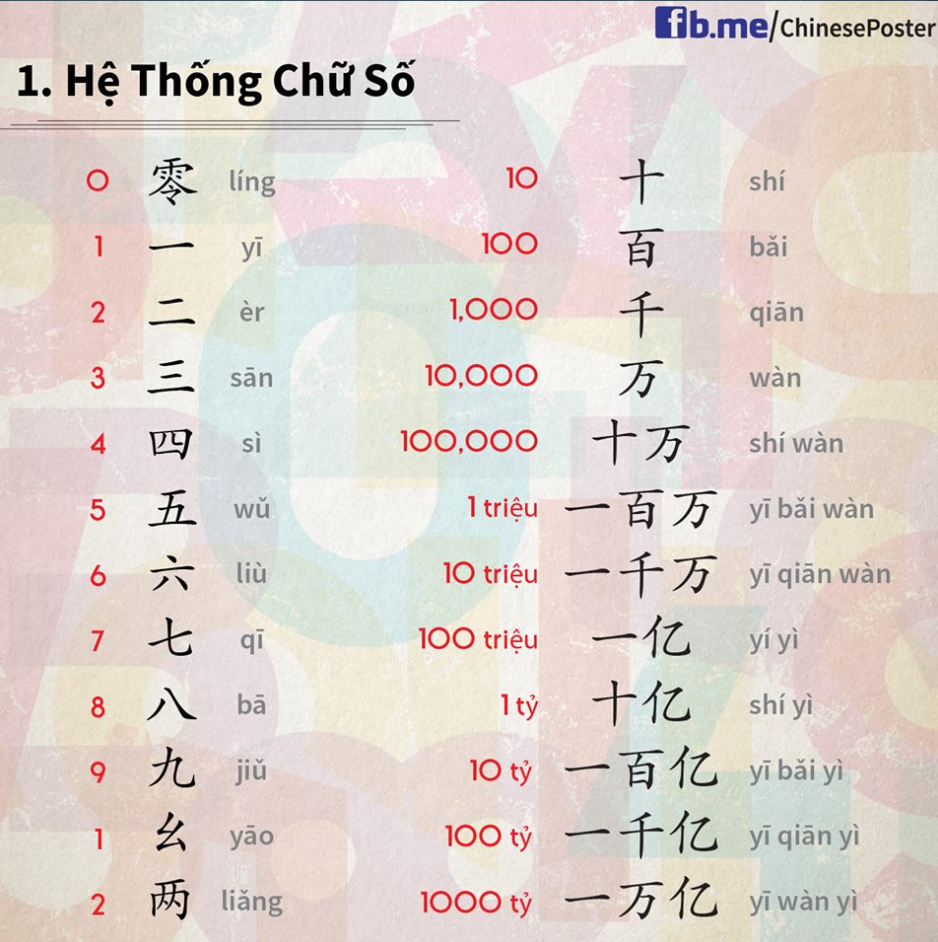 fb.me/ChinesePoster
1. Hệ Thống Chữ Số
0 零 líng 10 十 shí
1 一 yī 100 百 bǎi
2 二 èr 1,000 千 qiān
3 三 sān 10,000 万 wàn
4 四 sì 100,000 十万 shí wàn
5 五 wǔ 1 triệu 一百万 yī bǎi wàn
6 六 liù 10 triệu 一千万 yī qiān wàn
7 七 qī 100 triệu 一亿 yí yì
8 八 bā 1 tỷ 十亿 shí yì
9 九 jiǔ 10 tỷ 一百亿 yī bǎi yì
1 幺 yāo 100 tỷ 一千亿 yī qiān yì
2 两 liǎng 1000 tỷ 一万亿 yī wàn yì